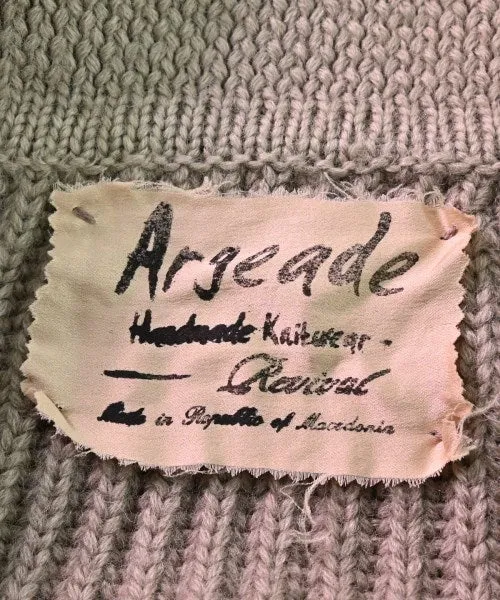 Argeade
Handmade Knitwear -
Revival
Made in Republic of Macedonia